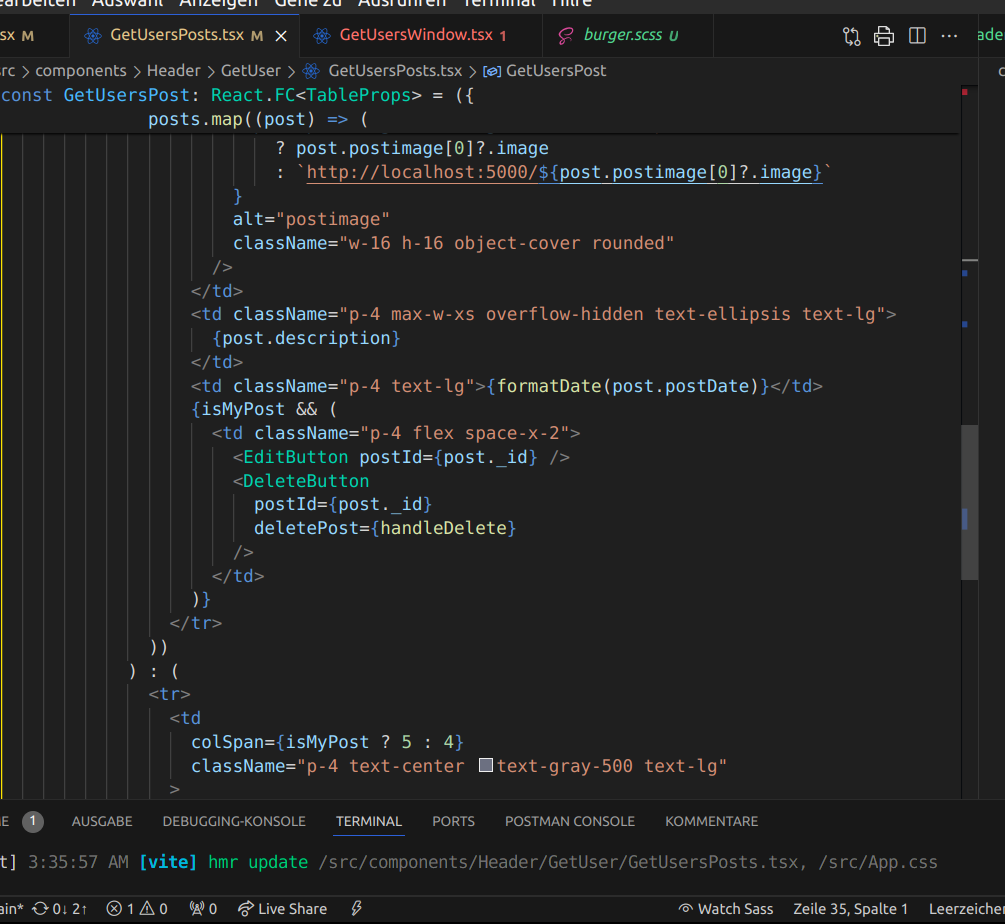 earbeiten Auswahl Anzeigen Gehe zu Ausführen Terminal Hilfe
sx M GetUsersPosts.tsx M GetUsersWindow.tsx 1 burger.scss U ade
rc > components > Header > GetUser > GetUsersPosts.tsx > GetUsersPost c
const GetUsersPost: React.FC<TableProps> = ({
posts.map((post) => (
? post.postimage[0]?.image
: `http://localhost:5000/${post.postimage[0]?.image}`
}
alt="postimage"
className="w-16 h-16 object-cover rounded"
/>
</td>
<td className="p-4 max-w-xs overflow-hidden text-ellipsis text-lg">
{post.description}
</td>
<td className="p-4 text-lg">{formatDate(post.postDate)}</td>
{isMyPost && (
<td className="p-4 flex space-x-2">
<EditButton postId={post._id} />
<DeleteButton
postId={post._id}
deletePost={handleDelete}
/>
</td>
)}
</tr>
))
) : (
<tr>
<td
colSpan={isMyPost ? 5 : 4}
className="p-4 text-center text-gray-500 text-lg"
>
ME 1 AUSGABE DEBUGGING-KONSOLE TERMINAL PORTS POSTMAN CONSOLE KOMMENTARE
t] 3:35:57 AM [vite] hmr update /src/components/Header/GetUser/GetUsersPosts.tsx, /src/App.css
ain* 0↓ 2↑ 1 0 0 Live Share Watch Sass Zeile 35, Spalte 1 Leerzeichen